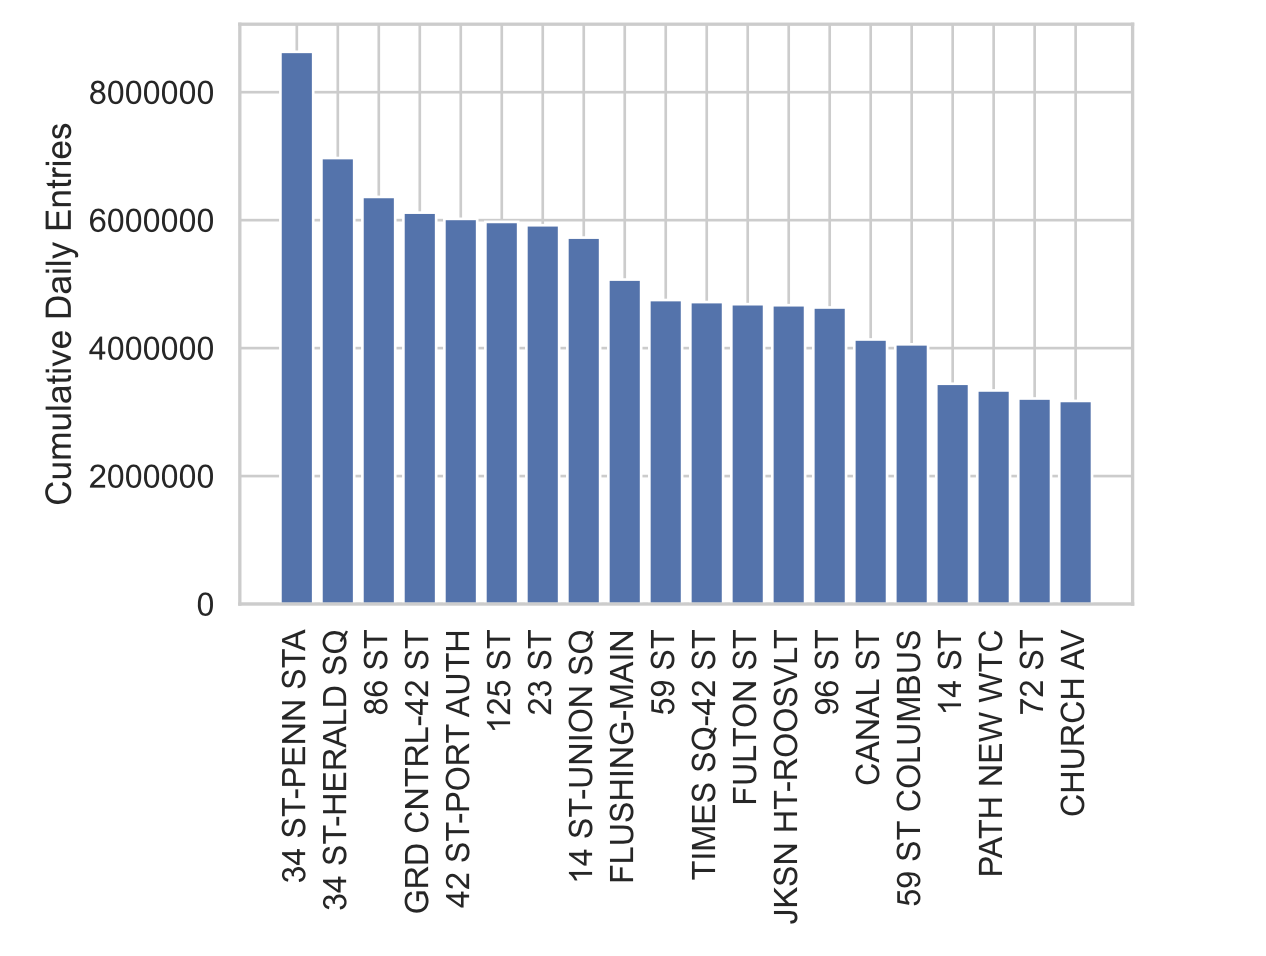 Cumulative Daily Entries
8000000
6000000
4000000
2000000
0
34 ST-PENN STA
34 ST-HERALD SQ
86 ST
GRD CNTRL-42 ST
42 ST-PORT AUTH
125 ST
23 ST
14 ST-UNION SQ
FLUSHING-MAIN
59 ST
TIMES SQ-42 ST
FULTON ST
JKSN HT-ROOSVLT
96 ST
CANAL ST
59 ST COLUMBUS
14 ST
PATH NEW WTC
72 ST
CHURCH AV